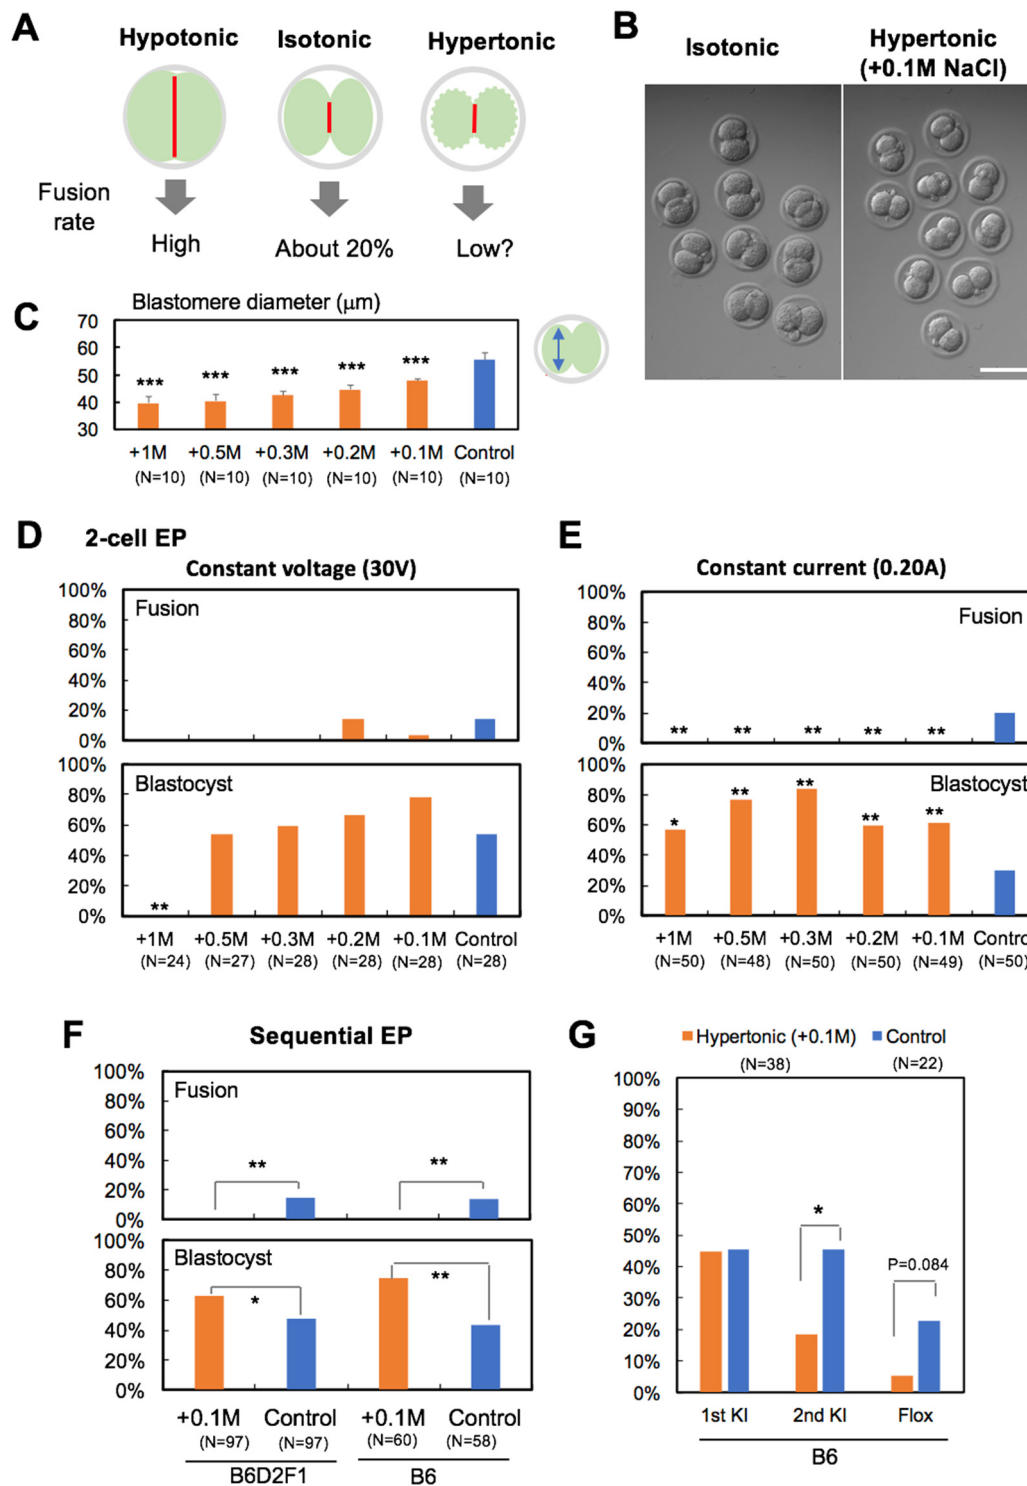 A
Hypotonic Isotonic Hypertonic
Fusion rate
High About 20% Low?
B
Isotonic Hypertonic
(+0.1M NaCl)
C
Blastomere diameter (μm)
70
60
50
40
30
*** *** *** *** ***
+1M +0.5M +0.3M +0.2M +0.1M Control
(N=10) (N=10) (N=10) (N=10) (N=10) (N=10)
D 2-cell EP
Constant voltage (30V)
Fusion
100%
80%
60%
40%
20%
0%
Blastocyst
100%
80%
60%
40%
20%
0%
**
+1M +0.5M +0.3M +0.2M +0.1M Control
(N=24) (N=27) (N=28) (N=28) (N=28) (N=28)
E
Constant current (0.20A)
Fusion
100%
80%
60%
40%
20%
0%
** ** ** ** **
Blastocyst
100%
80%
60%
40%
20%
0%
* ** ** ** **
+1M +0.5M +0.3M +0.2M +0.1M Contro
(N=50) (N=48) (N=50) (N=50) (N=49) (N=50)
F
Sequential EP
Fusion
100%
80%
60%
40%
20%
0%
** **
Blastocyst
100%
80%
60%
40%
20%
0%
* **
+0.1M Control +0.1M Control
(N=97) (N=97) (N=60) (N=58)
B6D2F1 B6
G
Hypertonic (+0.1M) Control
(N=38) (N=22)
100%
90%
80%
70%
60%
50%
40%
30%
20%
10%
0%
*
P=0.084
1st KI 2nd KI Flox
B6